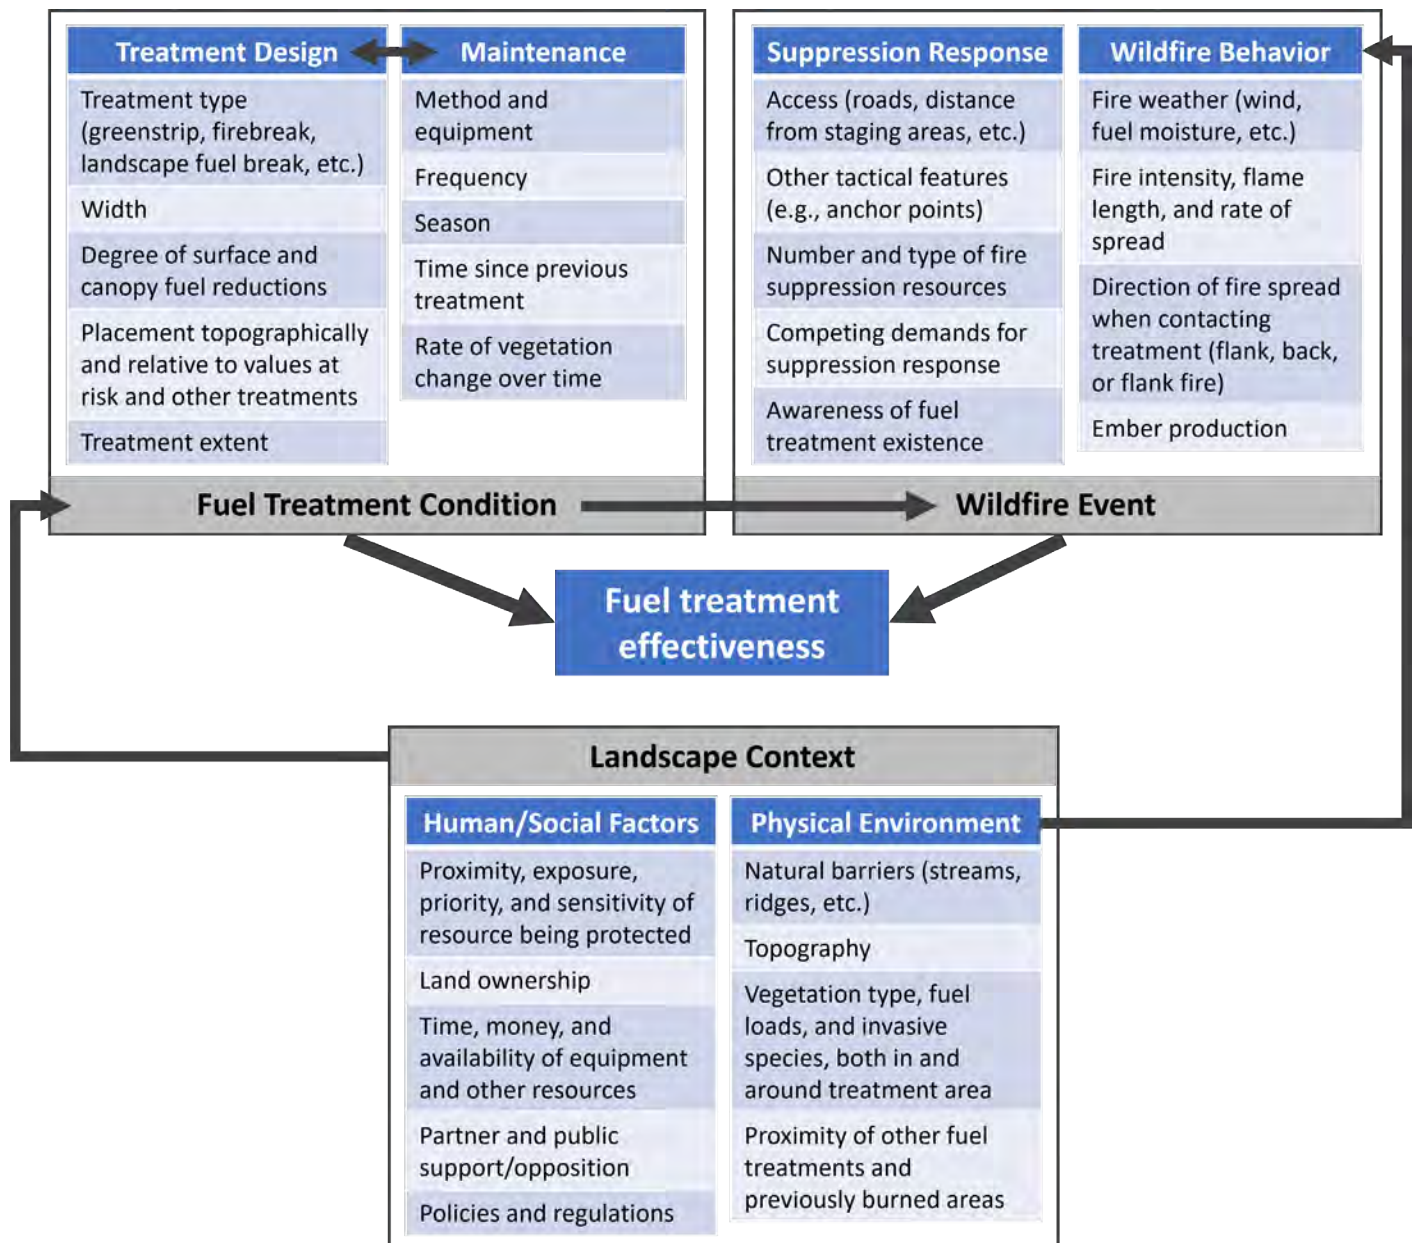 Treatment Design
Treatment type
(greenstrip, firebreak,
landscape fuel break, etc.)
Width
Degree of surface and
canopy fuel reductions
Placement topographically
and relative to values at
risk and other treatments
Treatment extent
Maintenance
Method and
equipment
Frequency
Season
Time since previous
treatment
Rate of vegetation
change over time
Fuel Treatment Condition
Suppression Response
Access (roads, distance
from staging areas, etc.)
Other tactical features
(e.g., anchor points)
Number and type of fire
suppression resources
Competing demands for
suppression response
Awareness of fuel
treatment existence
Wildfire Behavior
Fire weather (wind,
fuel moisture, etc.)
Fire intensity, flame
length, and rate of
spread
Direction of fire spread
when contacting
treatment (flank, back,
or flank fire)
Ember production
Wildfire Event
Fuel treatment
effectiveness
Landscape Context
Human/Social Factors
Proximity, exposure,
priority, and sensitivity of
resource being protected
Land ownership
Time, money, and
availability of equipment
and other resources
Partner and public
support/opposition
Policies and regulations
Physical Environment
Natural barriers (streams,
ridges, etc.)
Topography
Vegetation type, fuel
loads, and invasive
species, both in and
around treatment area
Proximity of other fuel
treatments and
previously burned areas